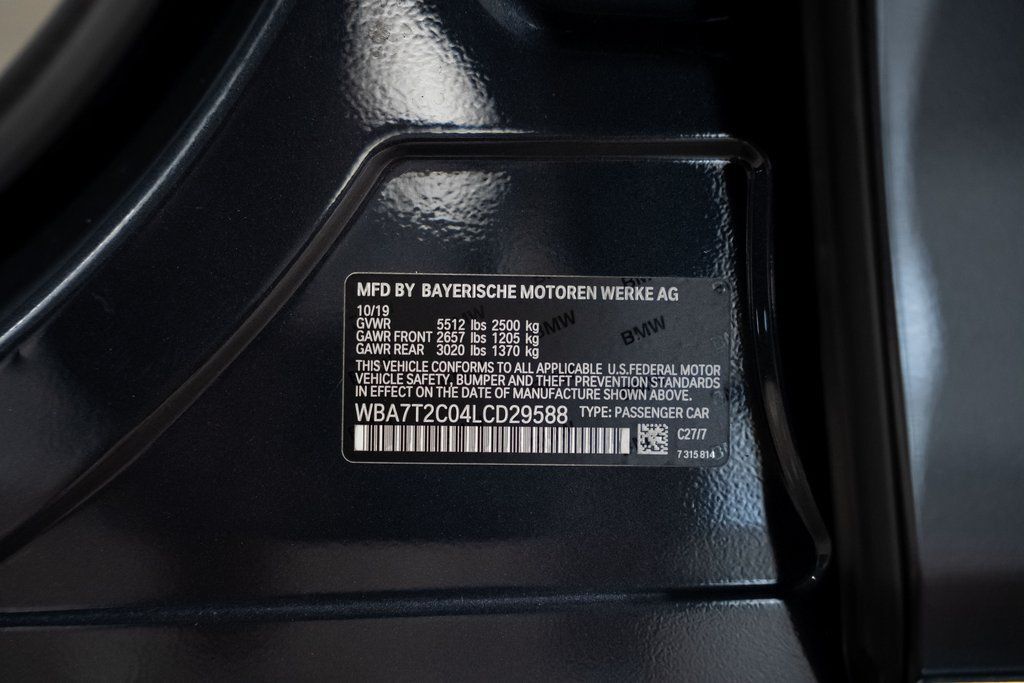 MFD BY BAYERISCHE MOTOREN WERKE AG
10/19
GVWR 5512 lbs 2500 kg
GAWR FRONT 2657 lbs 1205 kg
GAWR REAR 3020 lbs 1370 kg
BMW
BMW
THIS VEHICLE CONFORMS TO ALL APPLICABLE U.S.FEDERAL MOTOR
VEHICLE SAFETY, BUMPER AND THEFT PREVENTION STANDARDS
IN EFFECT ON THE DATE OF MANUFACTURE SHOWN ABOVE.
WBA7T2C04LCD29588 TYPE: PASSENGER CAR
C27/7
7 315 814